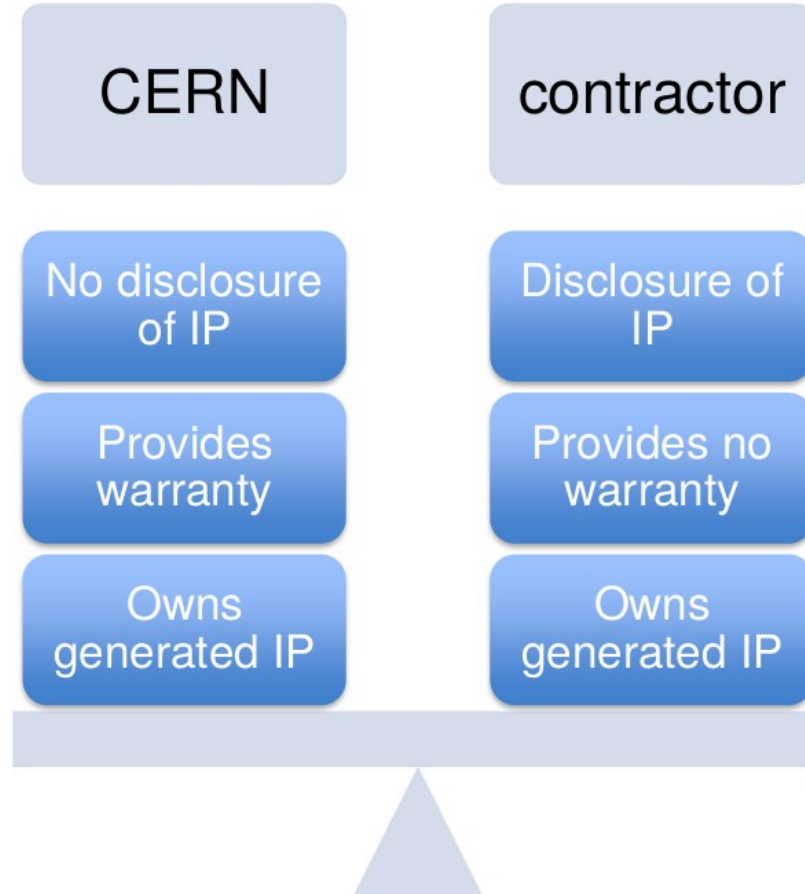 CERN
contractor
No disclosure
of IP
Disclosure of
IP
Provides
warranty
Provides no
warranty
Owns
generated IP
Owns
generated IP